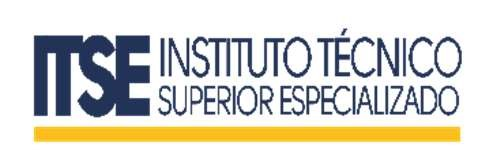 ITSE INSTITUTO TÉCNICO
SUPERIOR ESPECIALIZADO